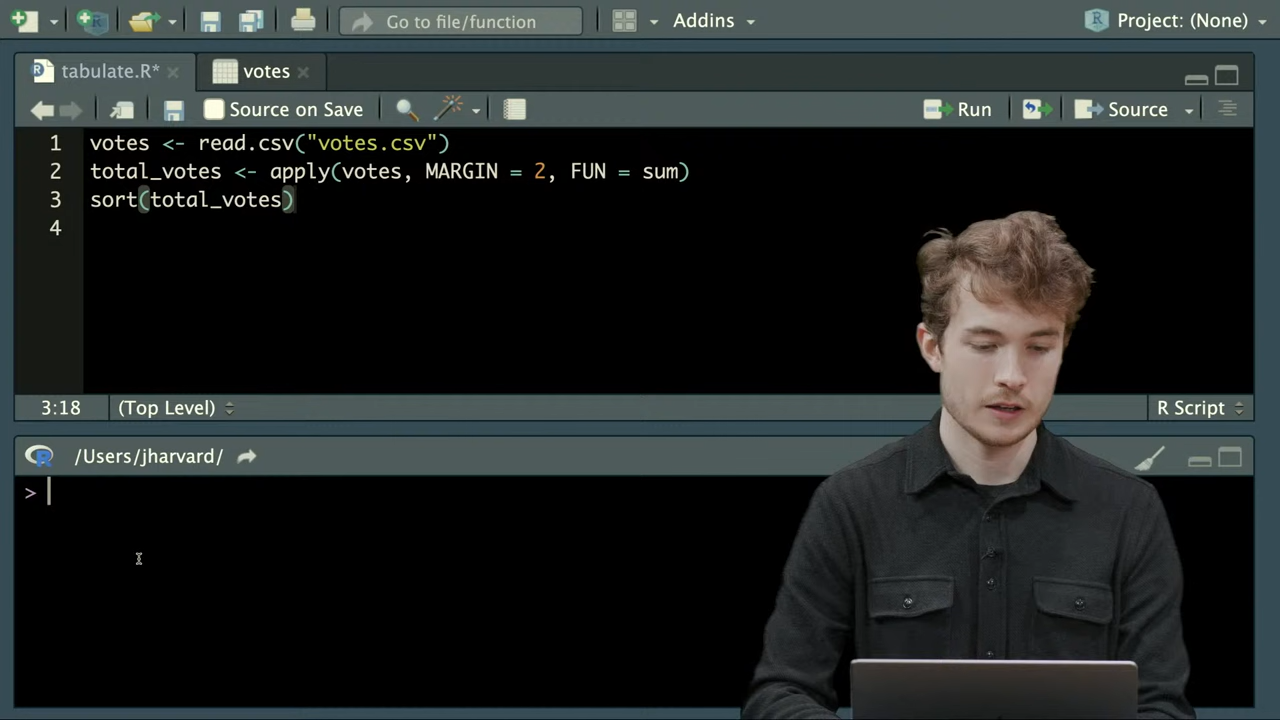 Go to file/function
Addins
Project: (None)
tabulate.R*
votes
Source on Save
Run
Source
1 votes <- read.csv("votes.csv")
2 total_votes <- apply(votes, MARGIN = 2, FUN = sum)
3 sort(total_votes)
4
3:18
(Top Level)
R Script
/Users/jharvard/
>